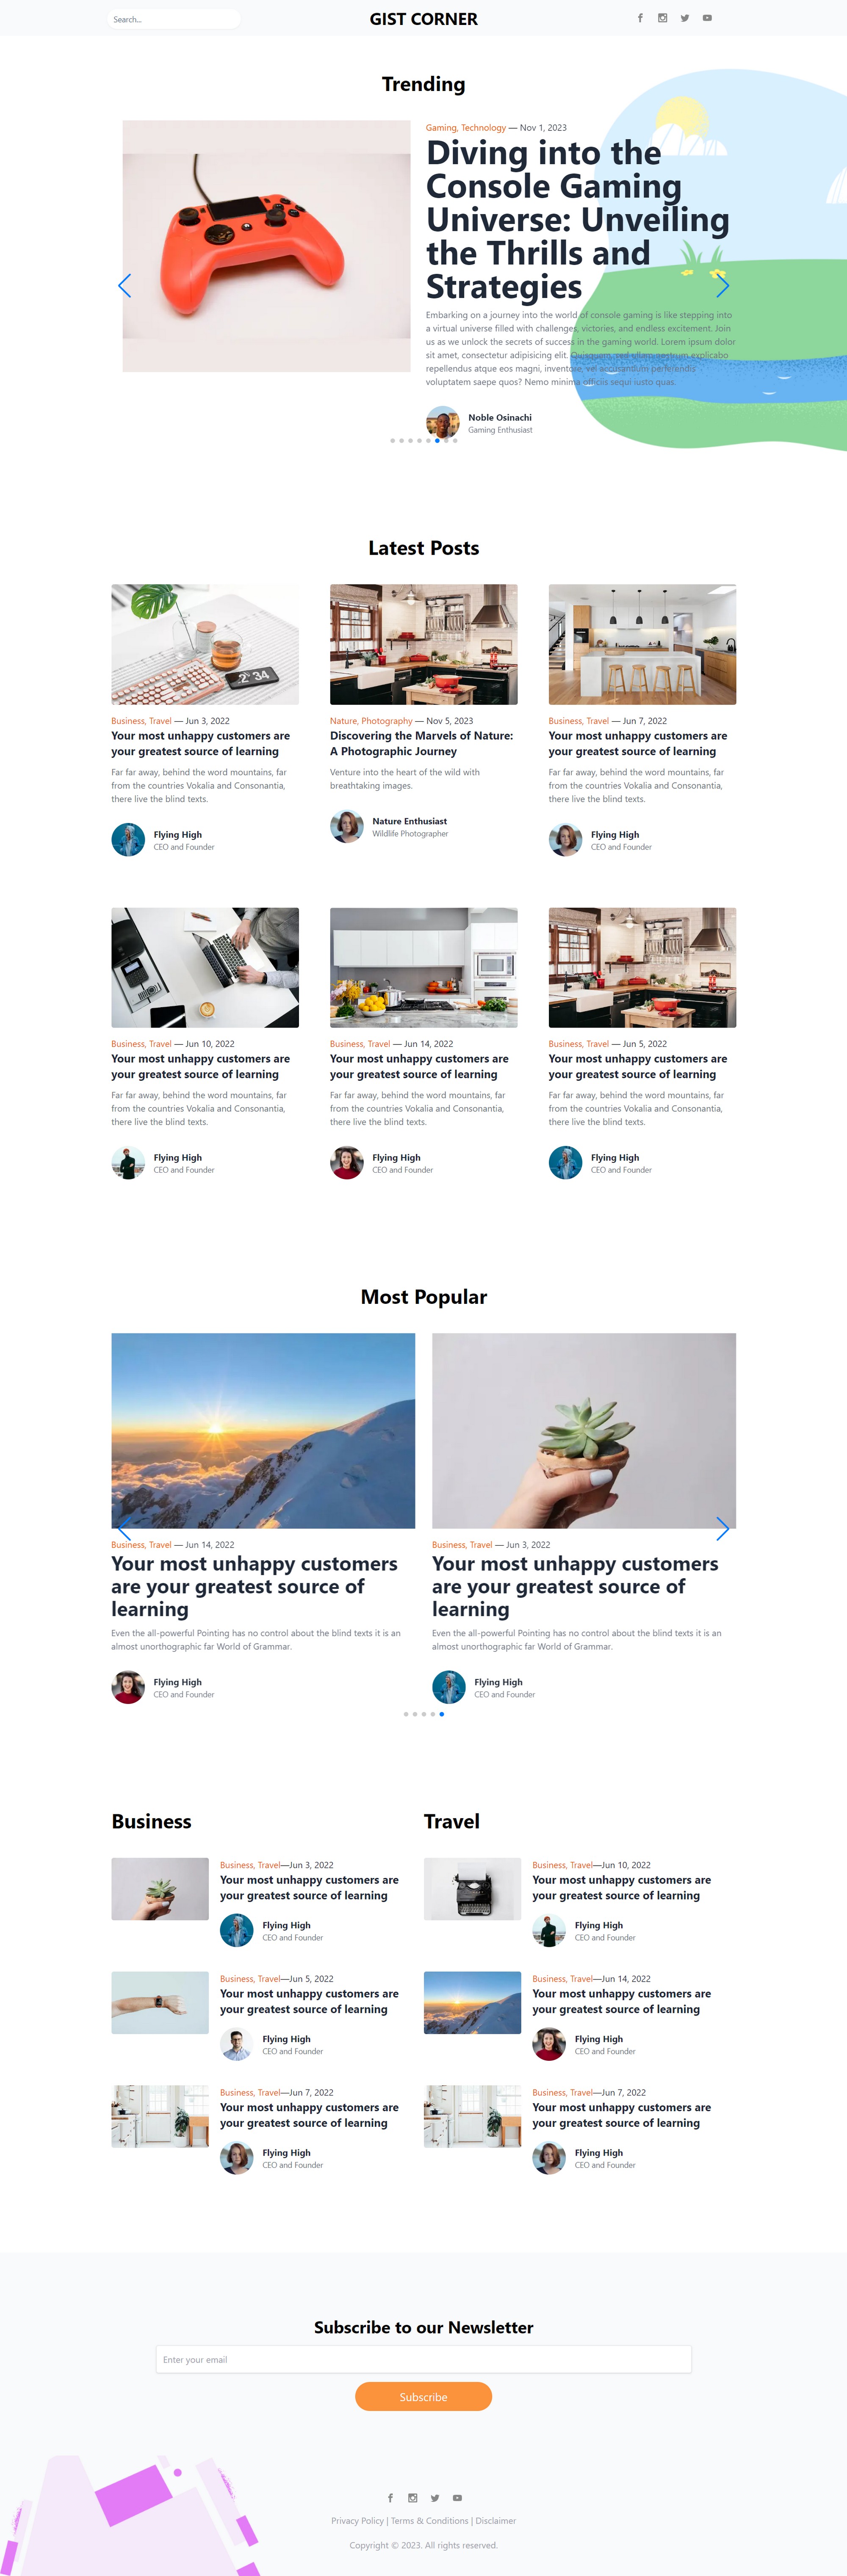 Search...
GIST CORNER
Trending
Gaming, Technology — Nov 1, 2023
Diving into the
Console Gaming
Universe: Unveiling
the Thrills and
Strategies
Embarking on a journey into the world of console gaming is like stepping into
a virtual universe filled with challenges, victories, and endless excitement. Join
us as we unlock the secrets of success in the gaming world. Lorem ipsum dolor
sit amet, consectetur adipisicing elit. Quisquam, sed ullam nostrum explicabo
repellendus atque eos magni, inventore, vel accusantium perferendis
voluptatem saepe quos? Nemo minima officiis sequi iusto quas.
Noble Osinachi
Gaming Enthusiast
Latest Posts
2 34
Business, Travel — Jun 3, 2022
Your most unhappy customers are
your greatest source of learning
Far far away, behind the word mountains, far
from the countries Vokalia and Consonantia,
there live the blind texts.
Flying High
CEO and Founder
Nature, Photography — Nov 5, 2023
Discovering the Marvels of Nature:
A Photographic Journey
Venture into the heart of the wild with
breathtaking images.
Nature Enthusiast
Wildlife Photographer
Business, Travel — Jun 7, 2022
Your most unhappy customers are
your greatest source of learning
Far far away, behind the word mountains, far
from the countries Vokalia and Consonantia,
there live the blind texts.
Flying High
CEO and Founder
Business, Travel — Jun 10, 2022
Your most unhappy customers are
your greatest source of learning
Far far away, behind the word mountains, far
from the countries Vokalia and Consonantia,
there live the blind texts.
Flying High
CEO and Founder
Business, Travel — Jun 14, 2022
Your most unhappy customers are
your greatest source of learning
Far far away, behind the word mountains, far
from the countries Vokalia and Consonantia,
there live the blind texts.
Flying High
CEO and Founder
Business, Travel — Jun 5, 2022
Your most unhappy customers are
your greatest source of learning
Far far away, behind the word mountains, far
from the countries Vokalia and Consonantia,
there live the blind texts.
Flying High
CEO and Founder
Most Popular
Business, Travel — Jun 14, 2022
Your most unhappy customers
are your greatest source of
learning
Even the all-powerful Pointing has no control about the blind texts it is an
almost unorthographic far World of Grammar.
Flying High
CEO and Founder
Business, Travel — Jun 3, 2022
Your most unhappy customers
are your greatest source of
learning
Even the all-powerful Pointing has no control about the blind texts it is an
almost unorthographic far World of Grammar.
Flying High
CEO and Founder
Business
Business, Travel—Jun 3, 2022
Your most unhappy customers are
your greatest source of learning
Flying High
CEO and Founder
Business, Travel—Jun 5, 2022
Your most unhappy customers are
your greatest source of learning
Flying High
CEO and Founder
Business, Travel—Jun 7, 2022
Your most unhappy customers are
your greatest source of learning
Flying High
CEO and Founder
Travel
Business, Travel—Jun 10, 2022
Your most unhappy customers are
your greatest source of learning
Flying High
CEO and Founder
Business, Travel—Jun 14, 2022
Your most unhappy customers are
your greatest source of learning
Flying High
CEO and Founder
Business, Travel—Jun 7, 2022
Your most unhappy customers are
your greatest source of learning
Flying High
CEO and Founder
Subscribe to our Newsletter
Enter your email
Subscribe
Privacy Policy | Terms & Conditions | Disclaimer
Copyright © 2023. All rights reserved.